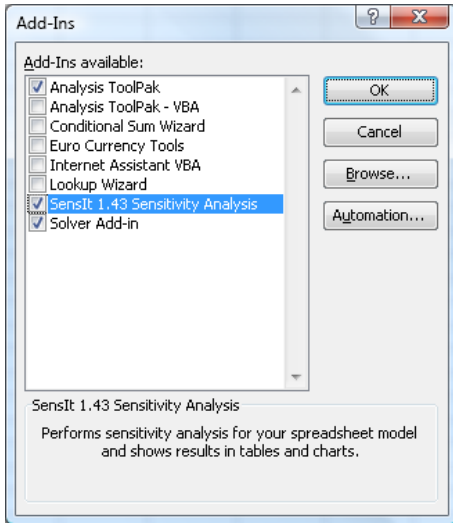 Add-Ins
Add-Ins available:
Analysis ToolPak
Analysis ToolPak - VBA
Conditional Sum Wizard
Euro Currency Tools
Internet Assistant VBA
Lookup Wizard
SensIt 1.43 Sensitivity Analysis
Solver Add-in
OK
Cancel
Browse...
Automation...
SensIt 1.43 Sensitivity Analysis
Performs sensitivity analysis for your spreadsheet model
and shows results in tables and charts.